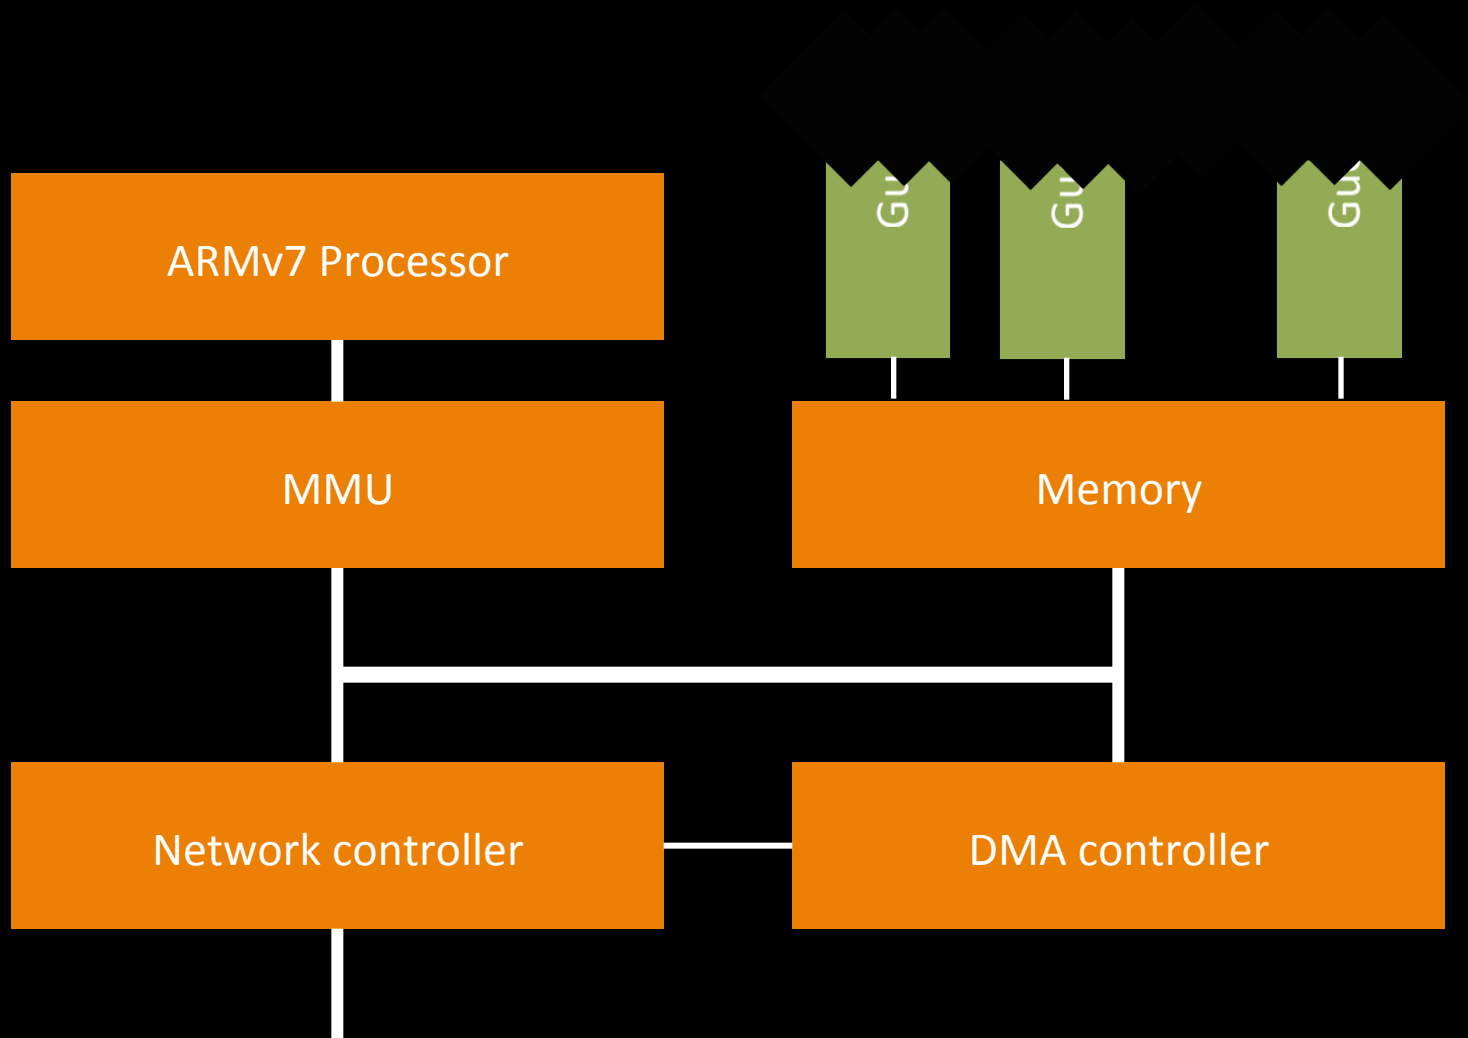 ARMv7 Processor
MMU
Memory
Network controller
DMA controller